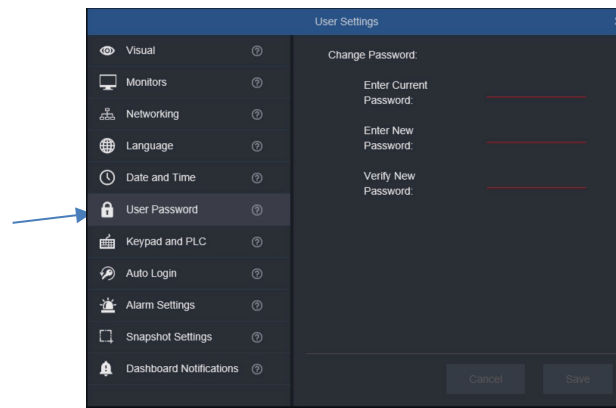 User Settings
Visual
Monitors
Networking
Language
Date and Time
User Password
Keypad and PLC
Auto Login
Alarm Settings
Snapshot Settings
Dashboard Notifications
Change Password:
Enter Current
Password:
Enter New
Password:
Verify New
Password:
Cancel
Save